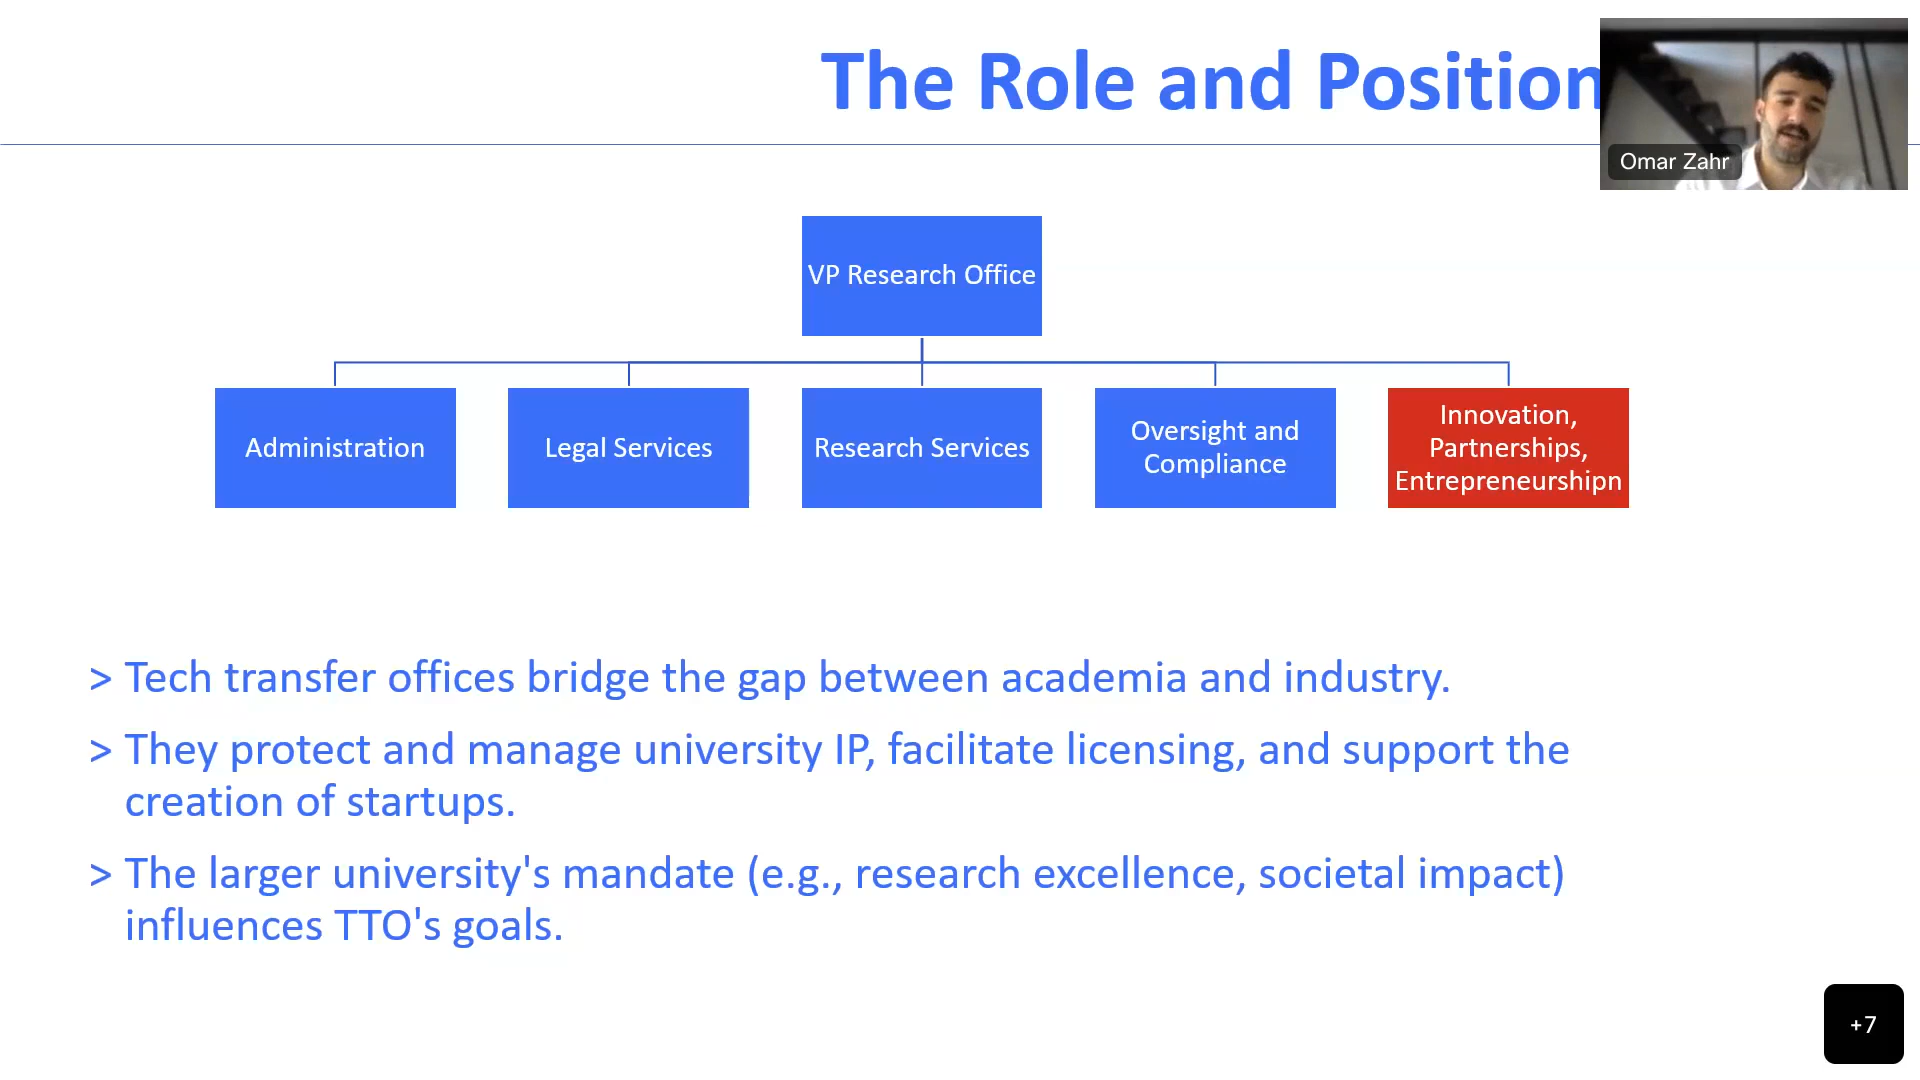 The Role and Position
Omar Zahr
VP Research Office
Administration
Legal Services
Research Services
Oversight and
Compliance
Innovation,
Partnerships,
Entrepreneurshipn
> Tech transfer offices bridge the gap between academia and industry.
> They protect and manage university IP, facilitate licensing, and support the
creation of startups.
> The larger university's mandate (e.g., research excellence, societal impact)
influences TTO's goals.
+7